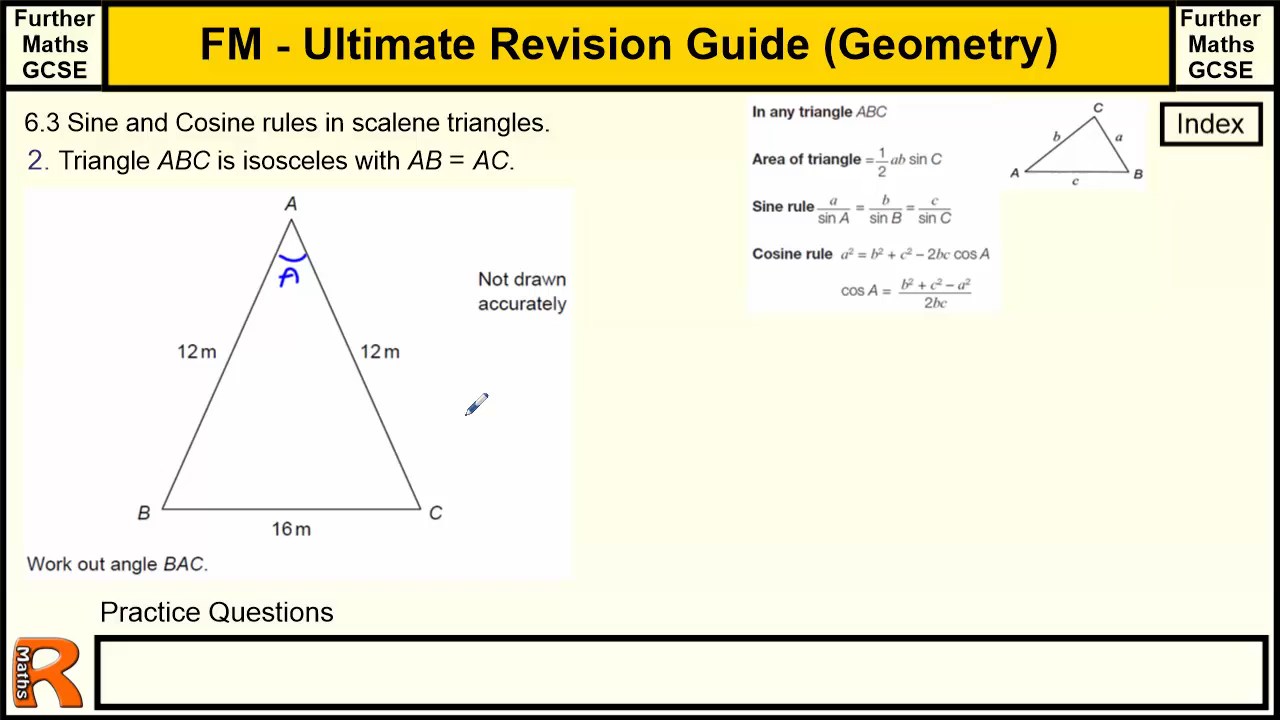 Further
Maths
GCSE
FM - Ultimate Revision Guide (Geometry)
Further
Maths
GCSE
6.3 Sine and Cosine rules in scalene triangles.
2. Triangle ABC is isosceles with AB = AC.
A
A
12 m
12 m
Not drawn
accurately
B
C
16 m
Work out angle BAC.
In any triangle ABC
Area of triangle = 1/2 ab sin C
Sine rule a/sin A = b/sin B = c/sin C
Cosine rule a² = b² + c² − 2bc cos A
cos A = b² + c² − a²/2bc
C
b
a
A
B
c
Index
Practice Questions
R
Maths